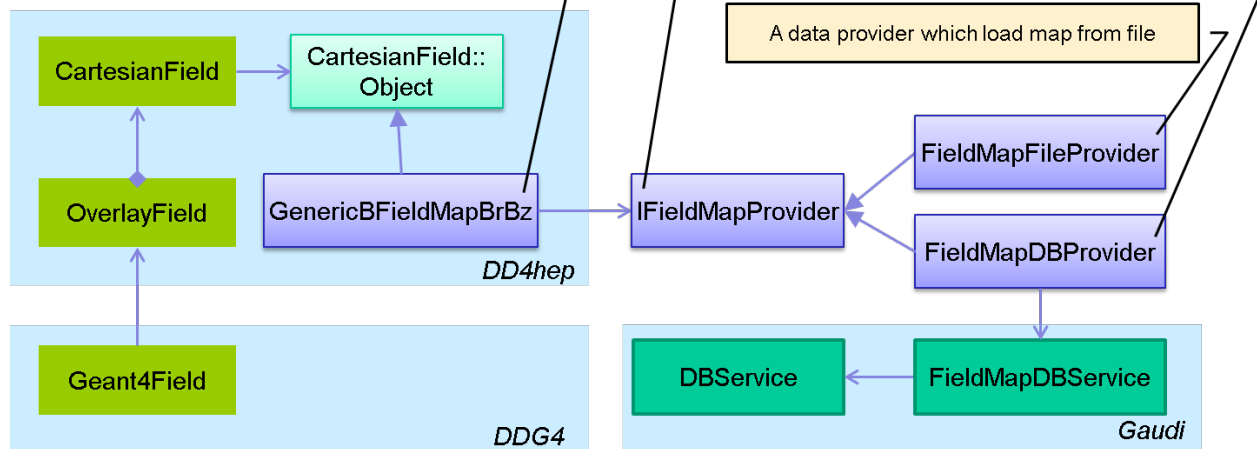 A data provider which load map from file
CartesianField
CartesianField::
Object
FieldMapFileProvider
OverlayField
GenericBFieldMapBrBz
IFieldMapProvider
FieldMapDBProvider
DD4hep
Geant4Field
DBService
FieldMapDBService
DDG4
Gaudi